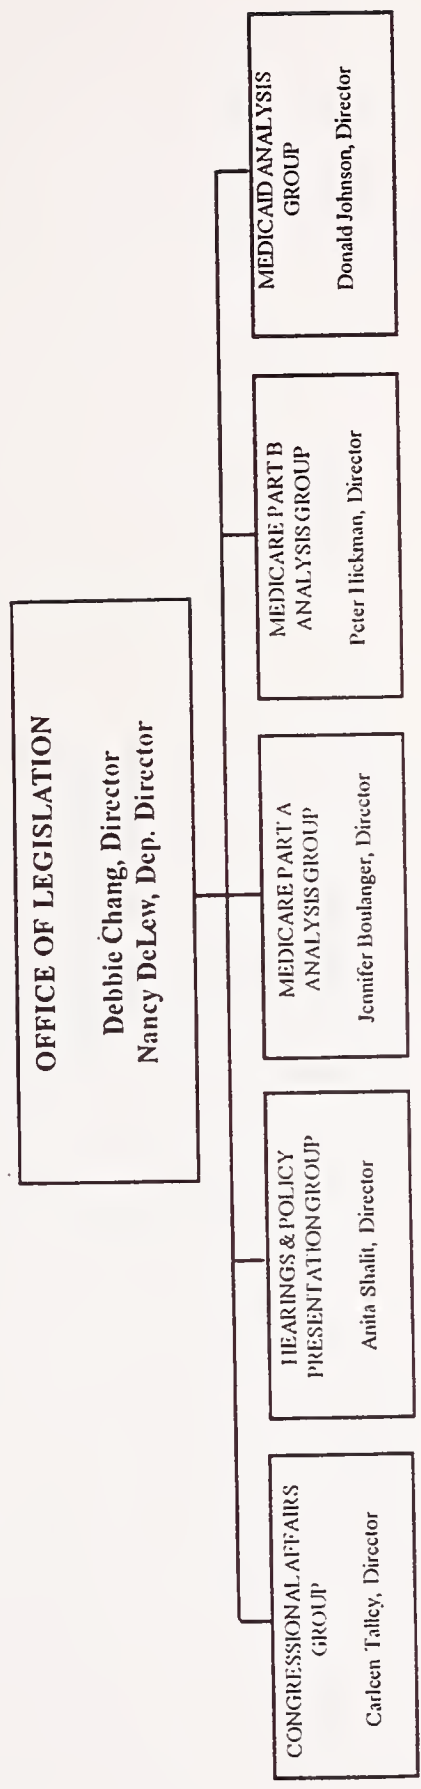 OFFICE OF LEGISLATION
Debbie Chang, Director
Nancy DeLew, Dep. Director
CONGRESSIONAL AFFAIRS
GROUP
Carleen Talley, Director
HEARINGS & POLICY
PRESENTATION GROUP
Anita Shalit, Director
MEDICARE PART A
ANALYSIS GROUP
Jennifer Boulanger, Director
MEDICARE PART B
ANALYSIS GROUP
Peter Hickman, Director
MEDICAID ANALYSIS
GROUP
Donald Johnson, Director